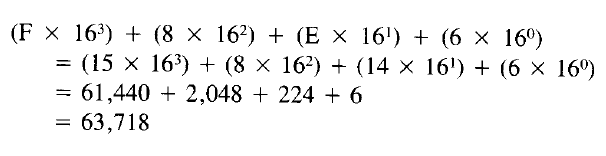 (F × 16³) + (8 × 16²) + (E × 16¹) + (6 × 16⁰)
= (15 × 16³) + (8 × 16²) + (14 × 16¹) + (6 × 16⁰)
= 61,440 + 2,048 + 224 + 6
= 63,718